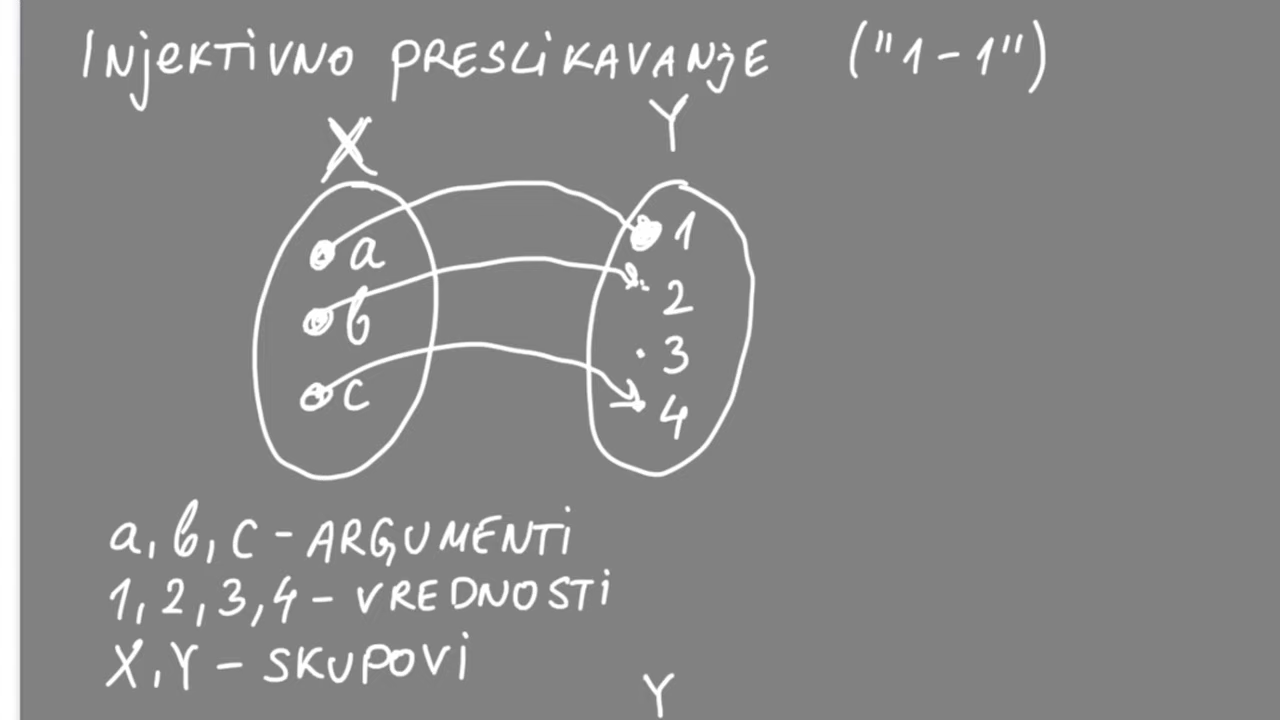 INJEKTIVNO PRESLIKAVANJE ("1-1")
X Y
a 1
b 2
3
c 4
a, b, c - ARGUMENTI
1, 2, 3, 4 - VREDNOSTI
X, Y - SKUPOVI
Y